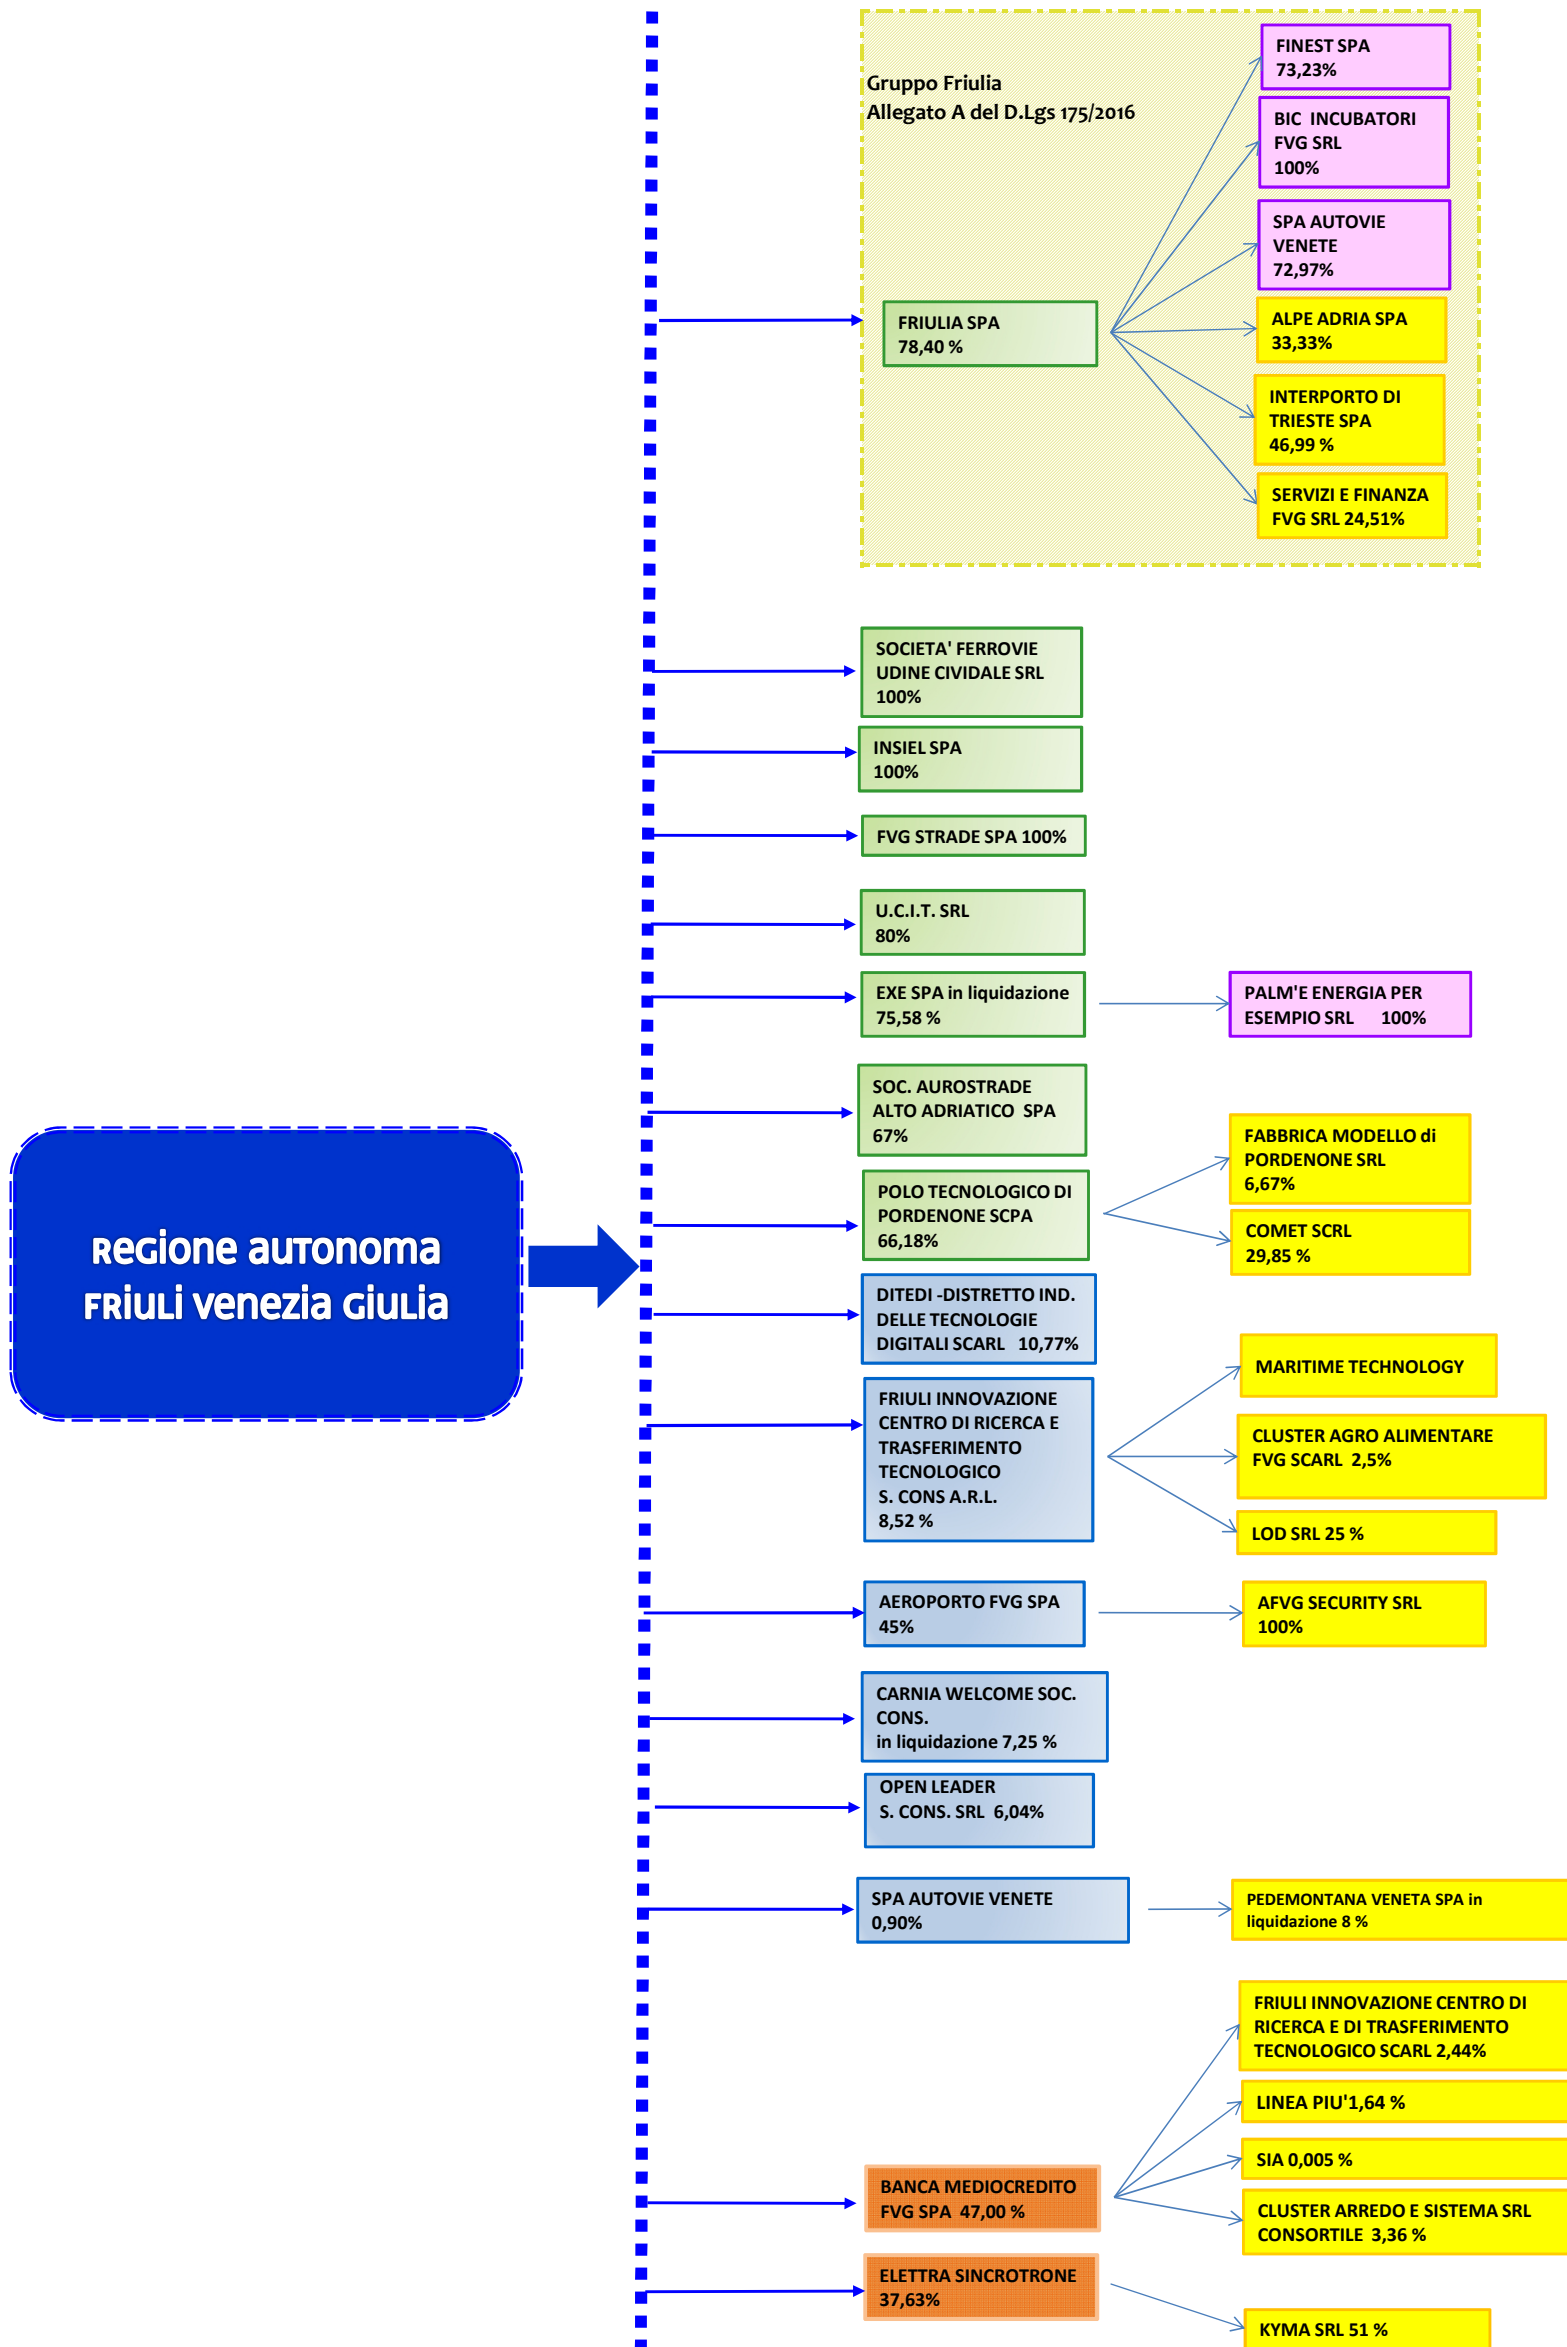 Gruppo Friulia
Allegato A del D.Lgs 175/2016
FINEST SPA
73,23%
BIC INCUBATORI
FVG SRL
100%
SPA AUTOVIE
VENETE
72,97%
FRIULIA SPA
78,40 %
ALPE ADRIA SPA
33,33%
INTERPORTO DI
TRIESTE SPA
46,99 %
SERVIZI E FINANZA
FVG SRL 24,51%
SOCIETA' FERROVIE
UDINE CIVIDALE SRL
100%
INSIEL SPA
100%
FVG STRADE SPA 100%
U.C.I.T. SRL
80%
EXE SPA in liquidazione
75,58 %
PALM'E ENERGIA PER
ESEMPIO SRL 100%
SOC. AUROSTRADE
ALTO ADRIATICO SPA
67%
POLO TECNOLOGICO DI
PORDENONE SCPA
66,18%
FABBRICA MODELLO di
PORDENONE SRL
6,67%
COMET SCRL
29,85 %
Regione autonoma
Friuli Venezia Giulia
DITEDI -DISTRETTO IND.
DELLE TECNOLOGIE
DIGITALI SCARL 10,77%
FRIULI INNOVAZIONE
CENTRO DI RICERCA E
TRASFERIMENTO
TECNOLOGICO
S. CONS A.R.L.
8,52 %
MARITIME TECHNOLOGY
CLUSTER AGRO ALIMENTARE
FVG SCARL 2,5%
LOD SRL 25 %
AEROPORTO FVG SPA
45%
AFVG SECURITY SRL
100%
CARNIA WELCOME SOC.
CONS.
in liquidazione 7,25 %
OPEN LEADER
S. CONS. SRL 6,04%
SPA AUTOVIE VENETE
0,90%
PEDEMONTANA VENETA SPA in
liquidazione 8 %
BANCA MEDIOCREDITO
FVG SPA 47,00 %
FRIULI INNOVAZIONE CENTRO DI
RICERCA E DI TRASFERIMENTO
TECNOLOGICO SCARL 2,44%
LINEA PIU'1,64 %
SIA 0,005 %
CLUSTER ARREDO E SISTEMA SRL
CONSORTILE 3,36 %
ELETTRA SINCROTRONE
37,63%
KYMA SRL 51 %